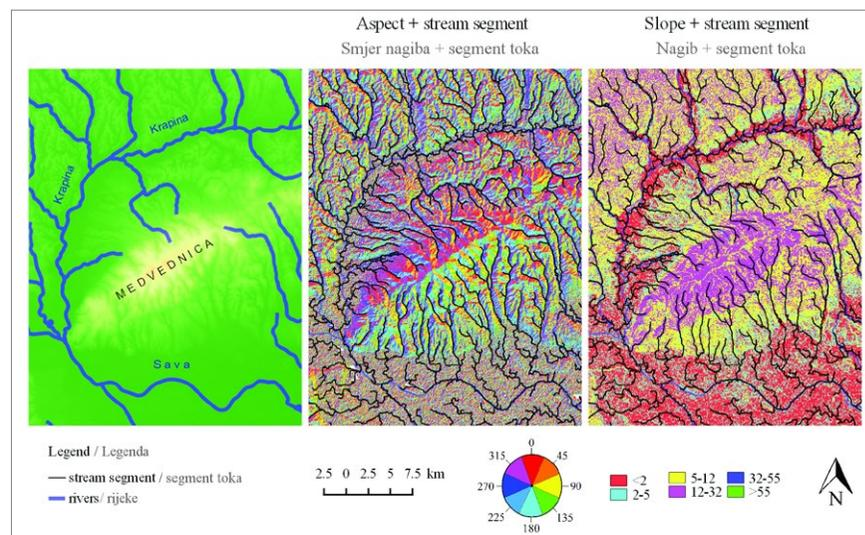 Aspect + stream segment
Smjer nagiba + segment toka
Slope + stream segment
Nagib + segment toka
Krapina
Krapina
MEDVEDNICA
Sava
Legend / Legenda
stream segment / segment toka
rivers / rijeke
2.5 0 2.5 5 7.5 km
0
45
90
135
180
225
270
315
<2
2-5
5-12
12-32
32-55
>55
N